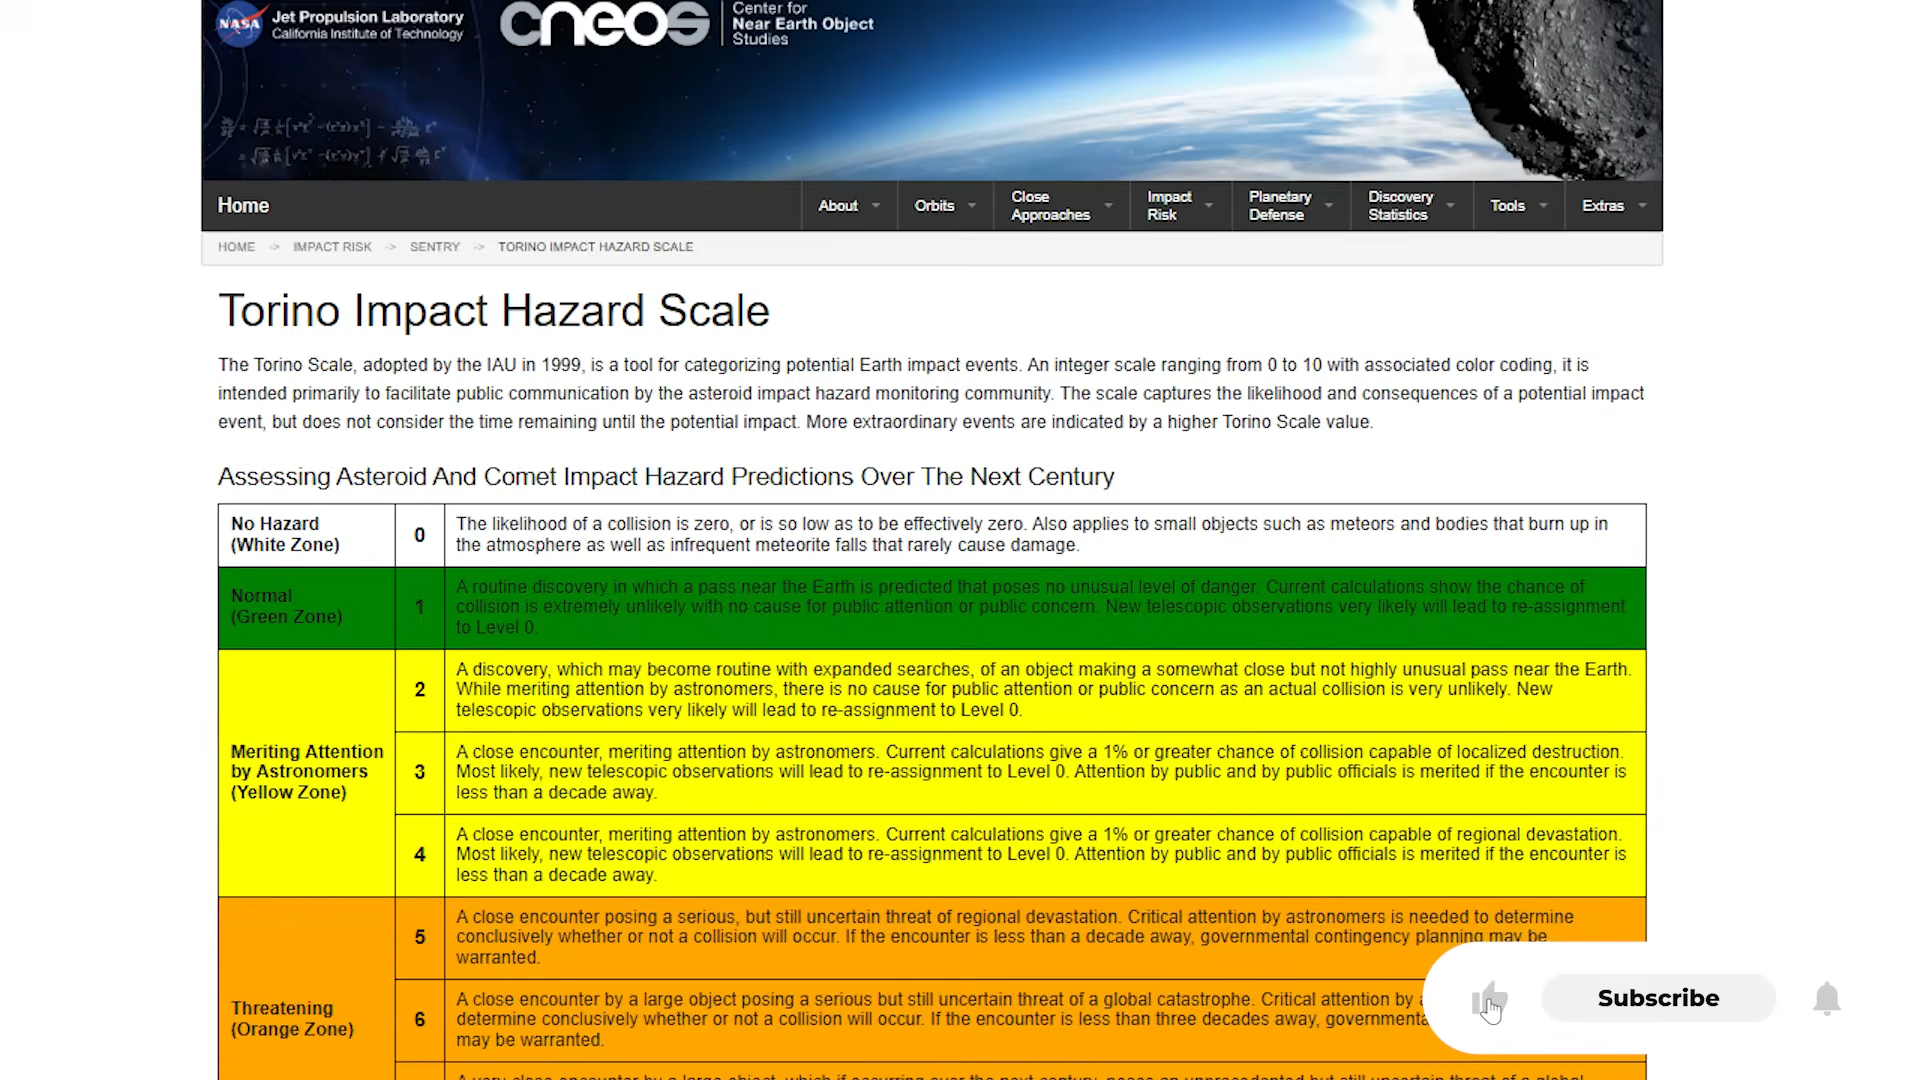 NASA
Jet Propulsion Laboratory
California Institute of Technology
cneos
Center for
Near Earth Object
Studies
Home
About
Orbits
Close
Approaches
Impact
Risk
Planetary
Defense
Discovery
Statistics
Tools
Extras
HOME -> IMPACT RISK -> SENTRY -> TORINO IMPACT HAZARD SCALE
Torino Impact Hazard Scale
The Torino Scale, adopted by the IAU in 1999, is a tool for categorizing potential Earth impact events. An integer scale ranging from 0 to 10 with associated color coding, it is
intended primarily to facilitate public communication by the asteroid impact hazard monitoring community. The scale captures the likelihood and consequences of a potential impact
event, but does not consider the time remaining until the potential impact. More extraordinary events are indicated by a higher Torino Scale value.
Assessing Asteroid And Comet Impact Hazard Predictions Over The Next Century
No Hazard
(White Zone)
0
The likelihood of a collision is zero, or is so low as to be effectively zero. Also applies to small objects such as meteors and bodies that burn up in
the atmosphere as well as infrequent meteorite falls that rarely cause damage.
Normal
(Green Zone)
1
A routine discovery in which a pass near the Earth is predicted that poses no unusual level of danger. Current calculations show the chance of
collision is extremely unlikely with no cause for public attention or public concern. New telescopic observations very likely will lead to re-assignment
to Level 0.
Meriting Attention
by Astronomers
(Yellow Zone)
2
A discovery, which may become routine with expanded searches, of an object making a somewhat close but not highly unusual pass near the Earth.
While meriting attention by astronomers, there is no cause for public attention or public concern as an actual collision is very unlikely. New
telescopic observations very likely will lead to re-assignment to Level 0.
3
A close encounter, meriting attention by astronomers. Current calculations give a 1% or greater chance of collision capable of localized destruction.
Most likely, new telescopic observations will lead to re-assignment to Level 0. Attention by public and by public officials is merited if the encounter is
less than a decade away.
4
A close encounter, meriting attention by astronomers. Current calculations give a 1% or greater chance of collision capable of regional devastation.
Most likely, new telescopic observations will lead to re-assignment to Level 0. Attention by public and by public officials is merited if the encounter is
less than a decade away.
Threatening
(Orange Zone)
5
A close encounter posing a serious, but still uncertain threat of regional devastation. Critical attention by astronomers is needed to determine
conclusively whether or not a collision will occur. If the encounter is less than a decade away, governmental contingency planning may be
warranted.
6
A close encounter by a large object posing a serious but still uncertain threat of a global catastrophe. Critical attention by
determine conclusively whether or not a collision will occur. If the encounter is less than three decades away,
may be warranted.
A very close encounter by a large object, which if occurring over the next century, poses an unprecedented but still uncertain threat of a global
Subscribe